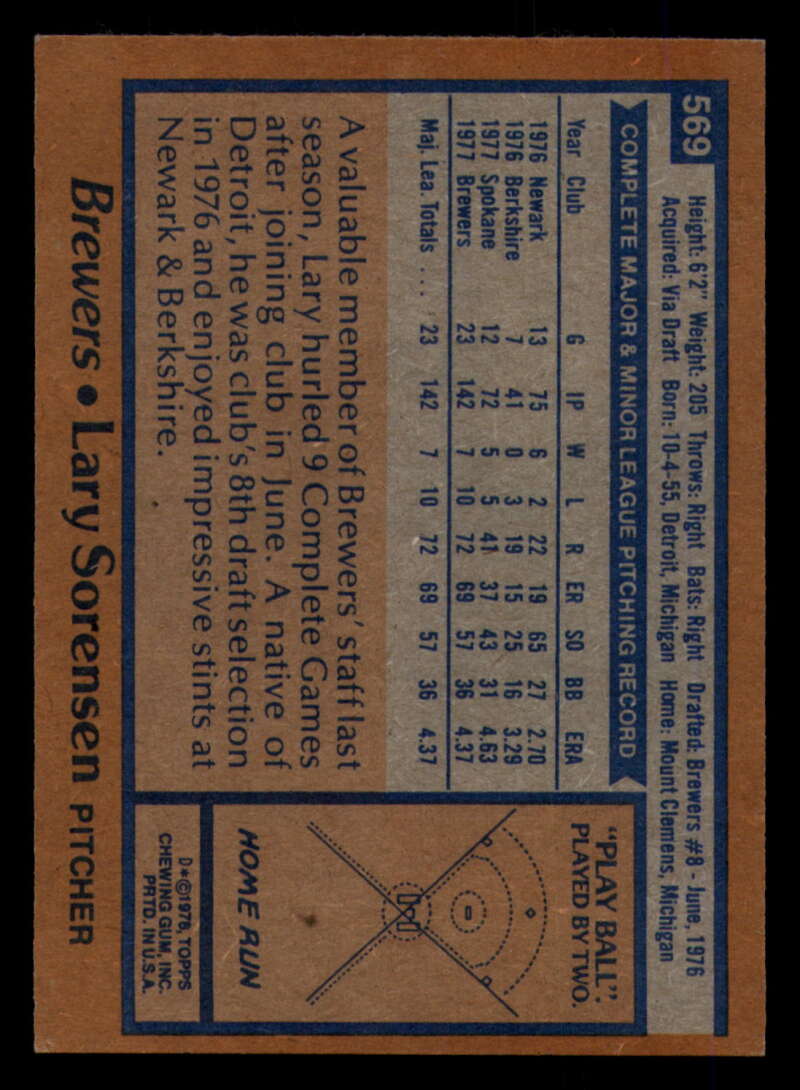 569
Height: 6'2" Weight: 205 Throws: Right Bats: Right Drafted: Brewers #8 - June, 1976
Acquired: Via Draft Born: 10-4-55, Detroit, Michigan Home: Mount Clemens, Michigan
COMPLETE MAJOR & MINOR LEAGUE PITCHING RECORD
Year Club G IP W L R ER SO BB ERA
1976 Newark 13 75 6 2 22 19 65 27 2.70
1976 Berkshire 7 41 0 3 19 15 25 16 3.29
1977 Spokane 12 72 5 5 41 37 43 31 4.63
1977 Brewers 23 142 7 10 72 69 57 36 4.37
Maj. Lea. Totals . . . 23 142 7 10 72 69 57 36 4.37
A valuable member of Brewers' staff last
season, Lary hurled 9 Complete Games
after joining club in June. A native of
Detroit, he was club's 8th draft selection
in 1976 and enjoyed impressive stints at
Newark & Berkshire.
"PLAY BALL".
PLAYED BY TWO.
HOME RUN
D*©1978, TOPPS
CHEWING GUM, INC.
PRTD. IN U.S.A.
Brewers • Lary Sorensen PITCHER